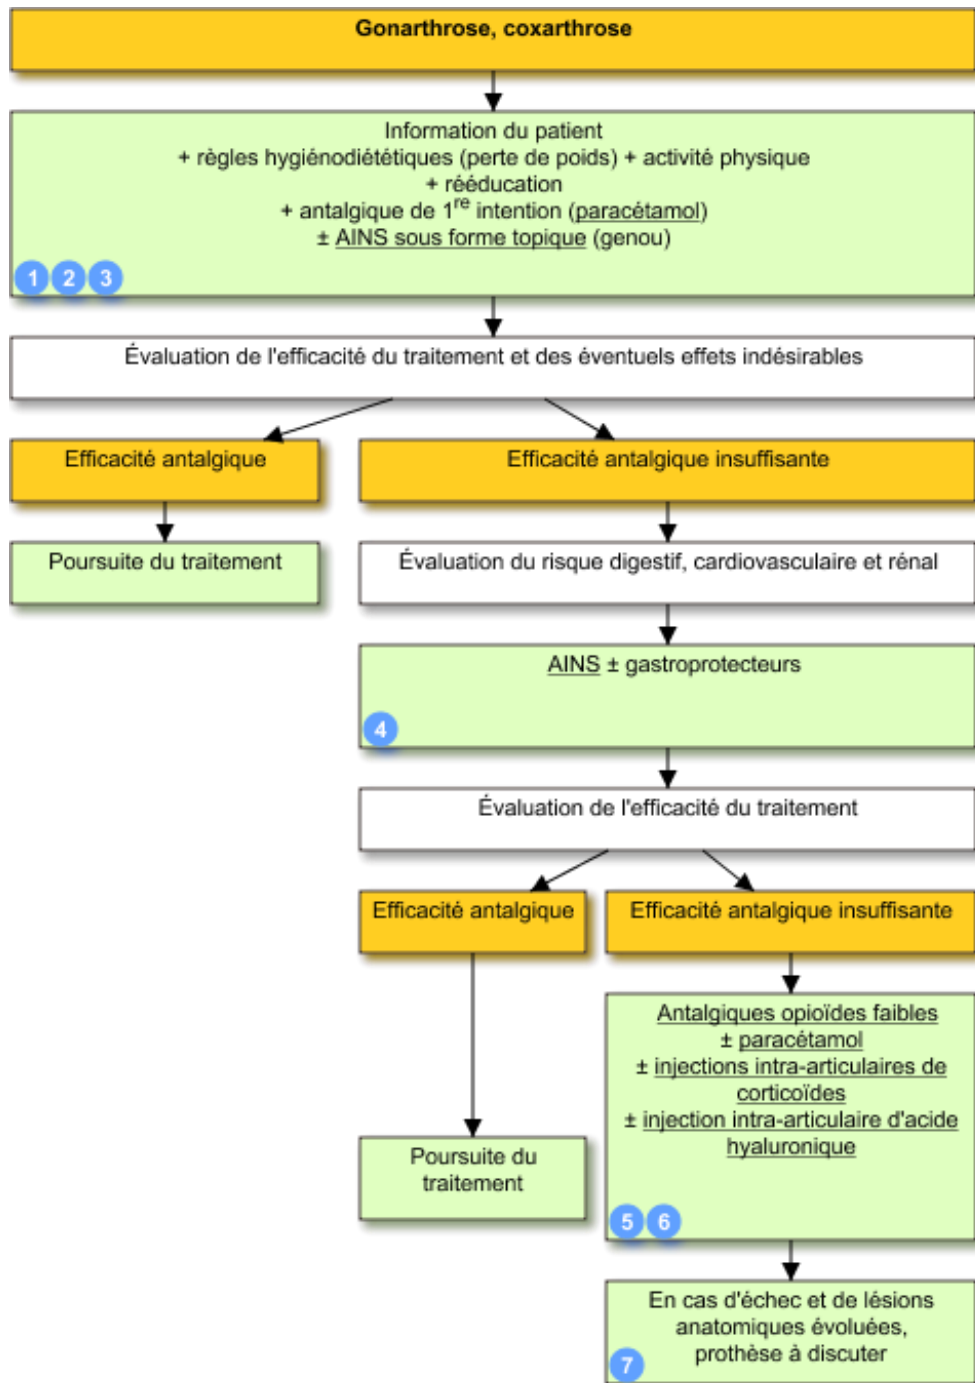 Gonarthrose, coxarthrose
Information du patient
+ règles hygiénodiététiques (perte de poids) + activité physique
+ rééducation
+ antalgique de 1re intention (paracétamol)
± AINS sous forme topique (genou)
1 2 3
Évaluation de l'efficacité du traitement et des éventuels effets indésirables
Efficacité antalgique
Efficacité antalgique insuffisante
Poursuite du traitement
Évaluation du risque digestif, cardiovasculaire et rénal
AINS ± gastroprotecteurs
4
Évaluation de l'efficacité du traitement
Efficacité antalgique
Efficacité antalgique insuffisante
Poursuite du
traitement
Antalgiques opioïdes faibles
± paracétamol
± injections intra-articulaires de
corticoïdes
± injection intra-articulaire d'acide
hyaluronique
5 6
En cas d'échec et de lésions
anatomiques évoluées,
prothèse à discuter
7